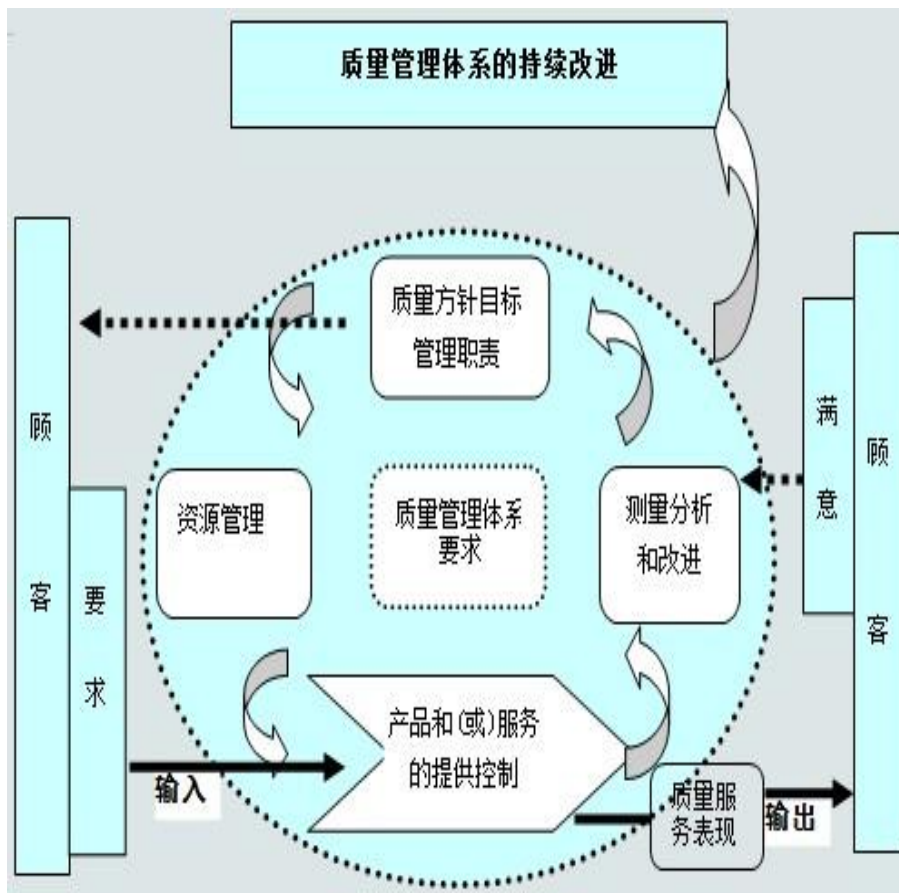 质量管理体系的持续改进
质量方针目标
管理职责
顾
客
要
求
资源管理
质量管理体系
要求
测量分析
和改进
满
意
顾
客
产品和(或)服务
的提供控制
输入
质量服
务表现
输出